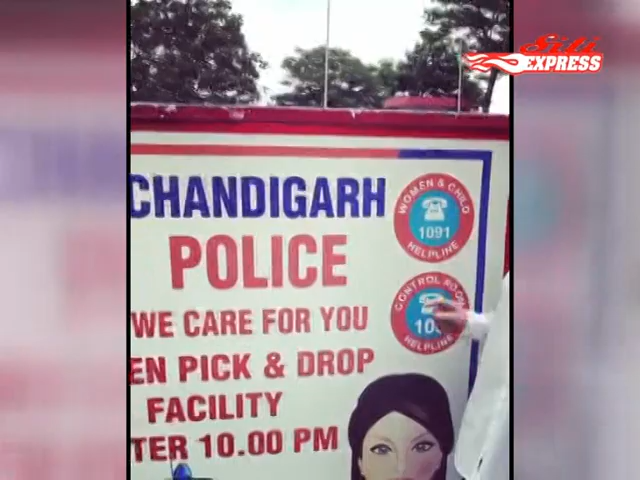 Siti
EXPRESS
CHANDIGARH
POLICE
WE CARE FOR YOU
EN PICK & DROP
FACILITY
TER 10.00 PM
WOMEN & CHILD
1091
HELPLINE
CONTROL ROOM
HELPLINE